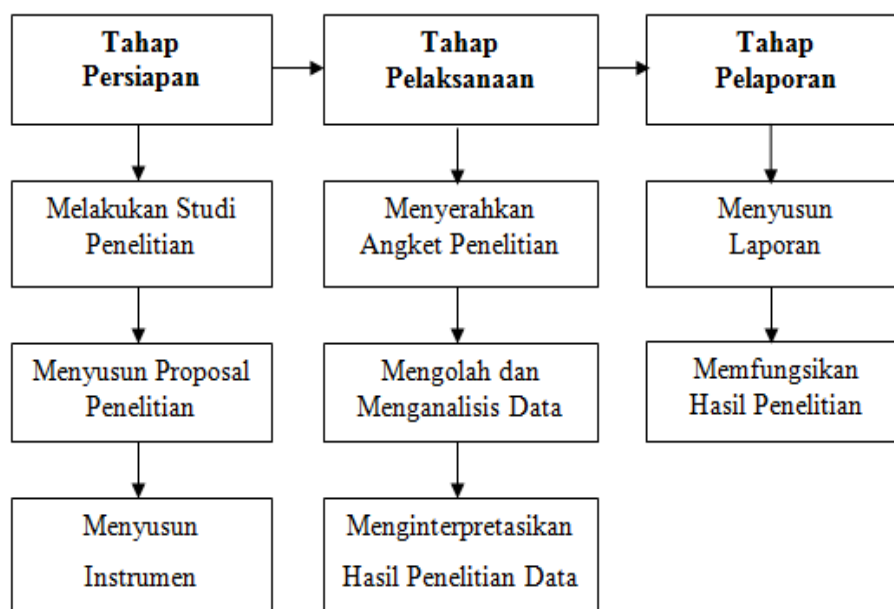 Tahap
Persiapan
Tahap
Pelaksanaan
Tahap
Pelaporan
Melakukan Studi
Penelitian
Menyerahkan
Angket Penelitian
Menyusun
Laporan
Menyusun Proposal
Penelitian
Mengolah dan
Menganalisis Data
Memfungsikan
Hasil Penelitian
Menyusun
Instrumen
Menginterpretasikan
Hasil Penelitian Data